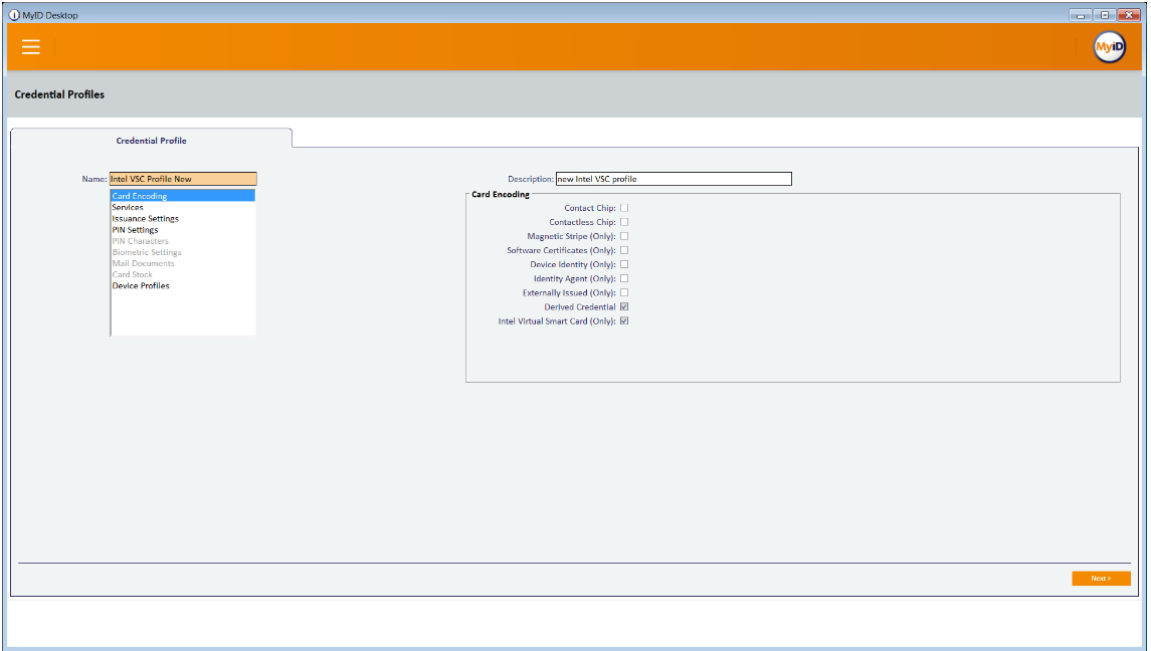 MyID Desktop
MyID
Credential Profiles
Credential Profile
Name: Intel VSC Profile New
Description: new Intel VSC profile
Card Encoding
Services
Issuance Settings
PIN Settings
PIN Characters
Biometric Settings
Mail Documents
Card Stock
Device Profiles
Card Encoding
Contact Chip:
Contactless Chip:
Magnetic Stripe (Only):
Software Certificates (Only):
Device Identity (Only):
Identity Agent (Only):
Externally Issued (Only):
Derived Credential
Intel Virtual Smart Card (Only):
Next >